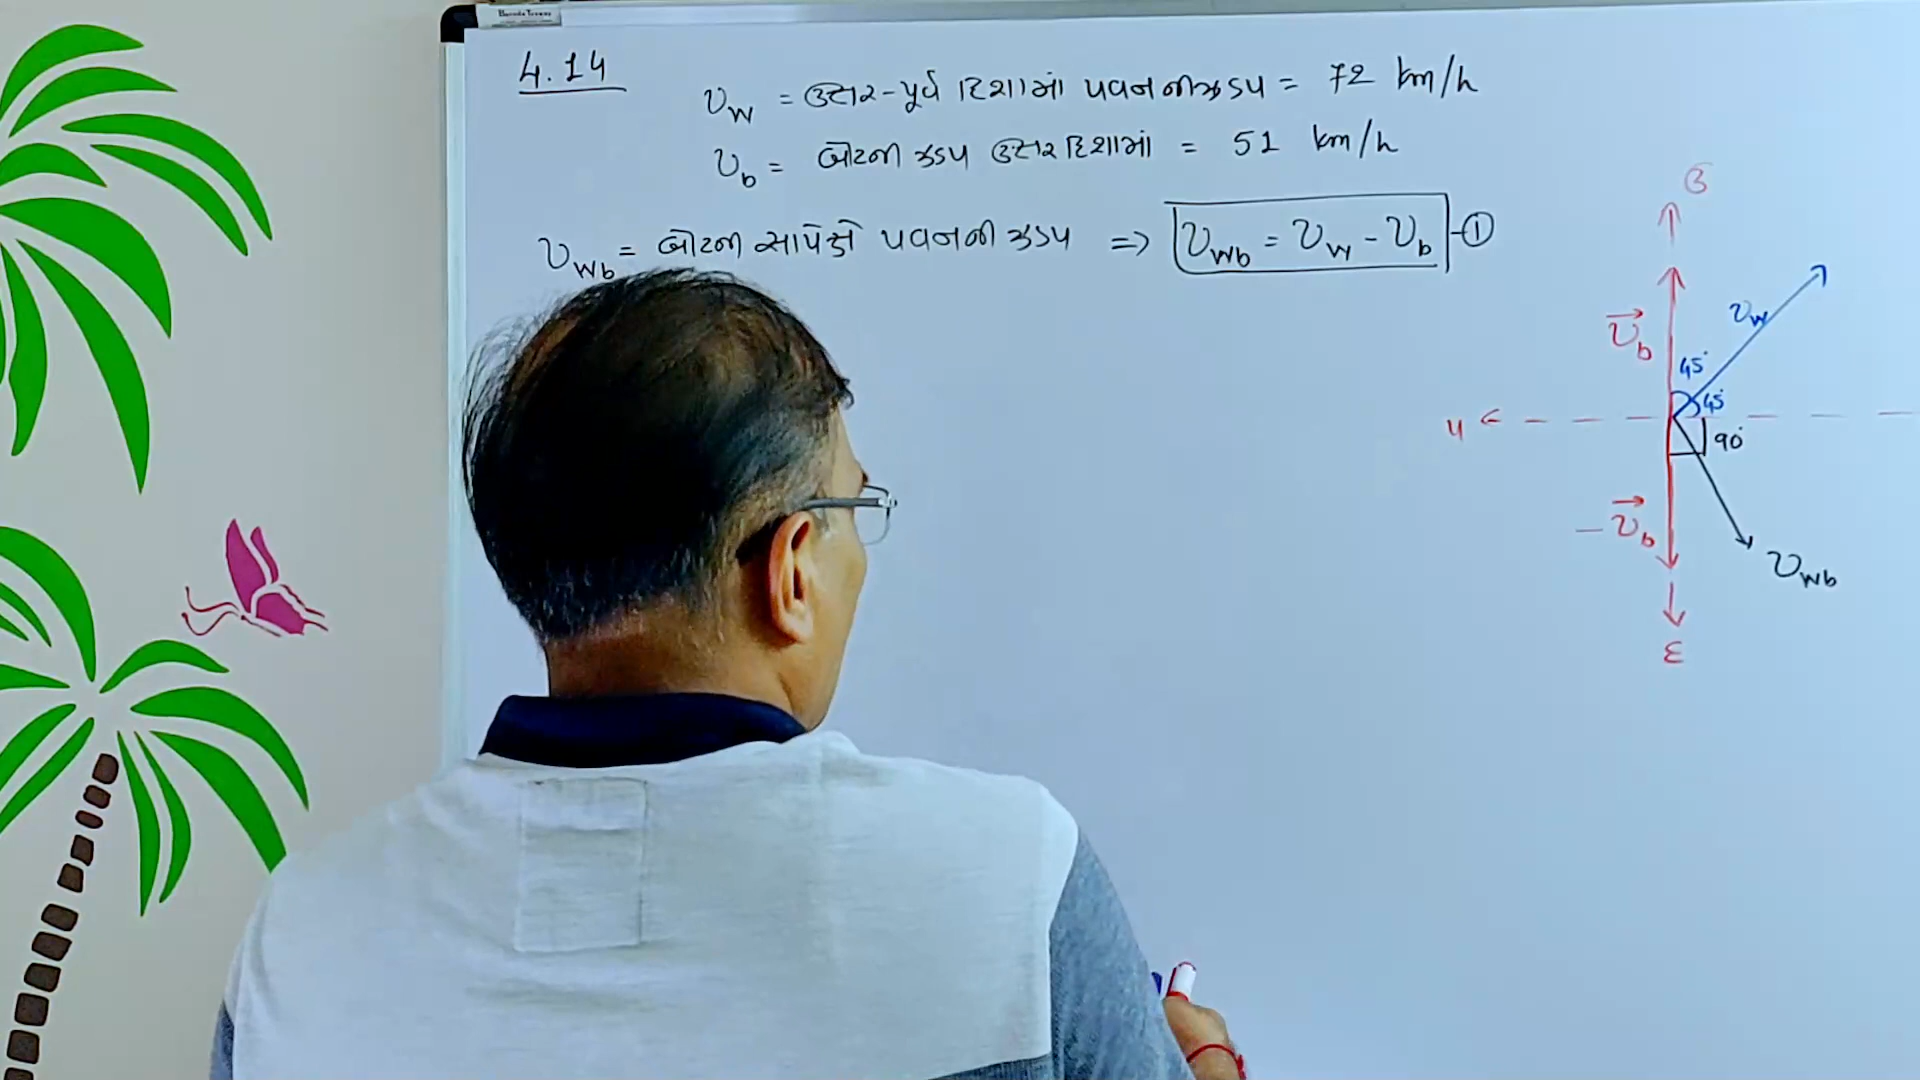 4.14
v_w = ઉત્તર-પૂર્વ દિશામાં પવનની ઝડપ = 72 km/h
v_b = બોટની ઝડપ ઉત્તર દિશામાં = 51 km/h
v_wb = બોટની સાપેક્ષે પવનની ઝડપ ⇒ v_wb = v_w - v_b -①
ઉ
v_w
v_b
45°
45°
પ
90°
-v_b
v_wb
દ